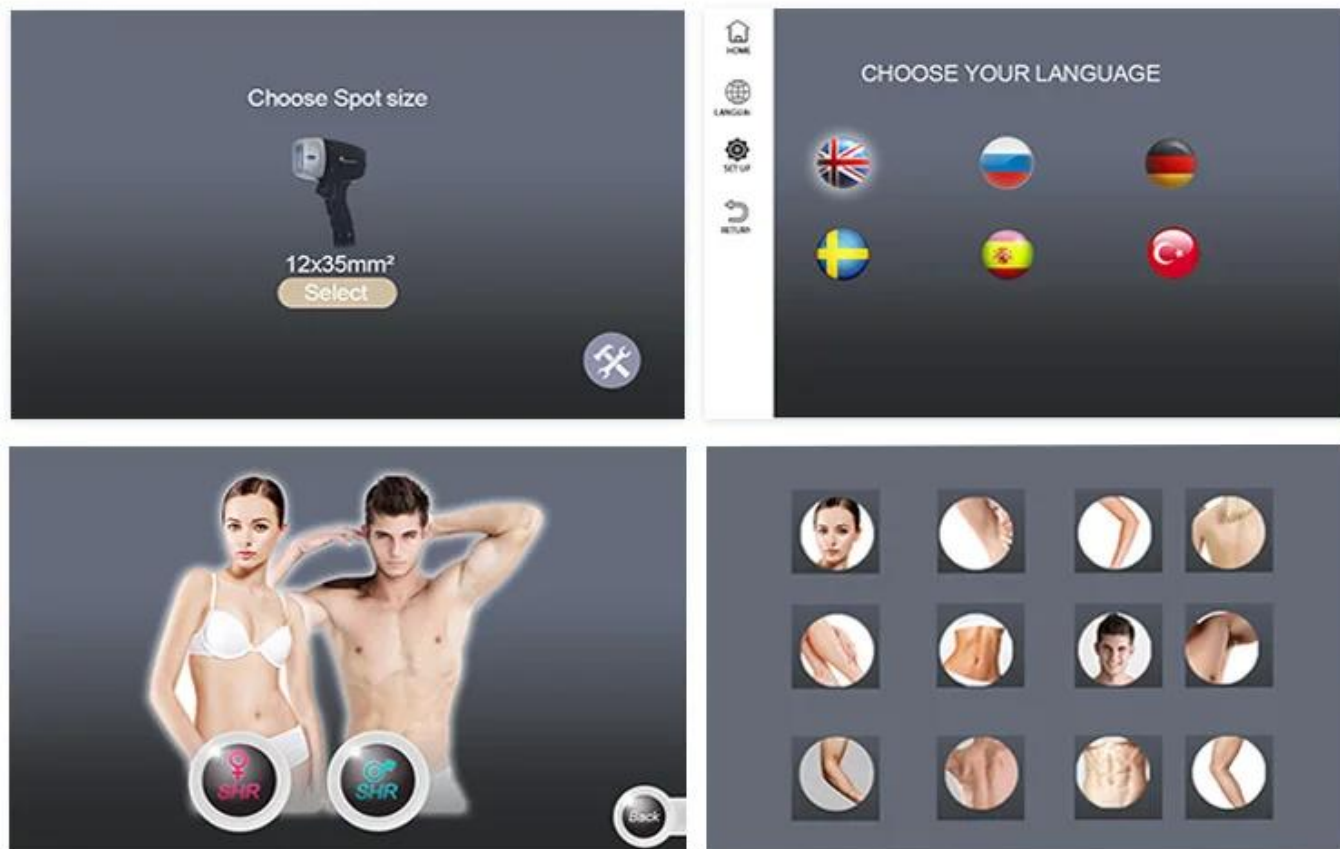 Choose Spot size
12x35mm²
Select
HOME
SET UP
RETURN
CHOOSE YOUR LANGUAGE
SHR
SHR
Back